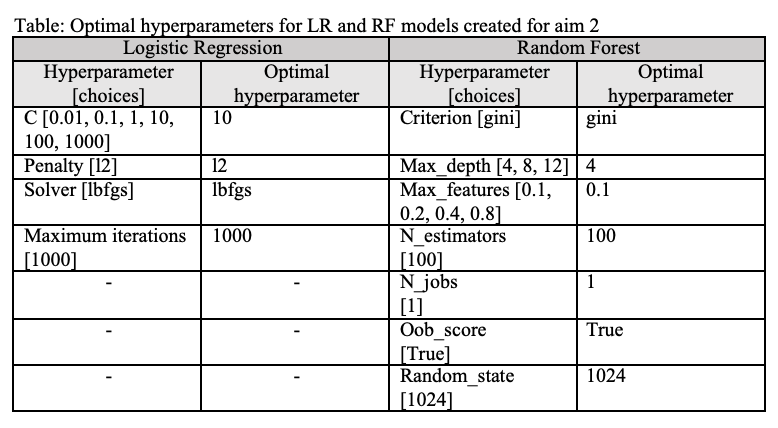 Table: Optimal hyperparameters for LR and RF models created for aim 2
Logistic Regression Random Forest
Hyperparameter [choices] Optimal hyperparameter Hyperparameter [choices] Optimal hyperparameter
C [0.01, 0.1, 1, 10, 100, 1000] 10 Criterion [gini] gini
Penalty [l2] l2 Max_depth [4, 8, 12] 4
Solver [lbfgs] lbfgs Max_features [0.1, 0.2, 0.4, 0.8] 0.1
Maximum iterations [1000] 1000 N_estimators [100] 100
- - N_jobs [1] 1
- - Oob_score [True] True
- - Random_state [1024] 1024